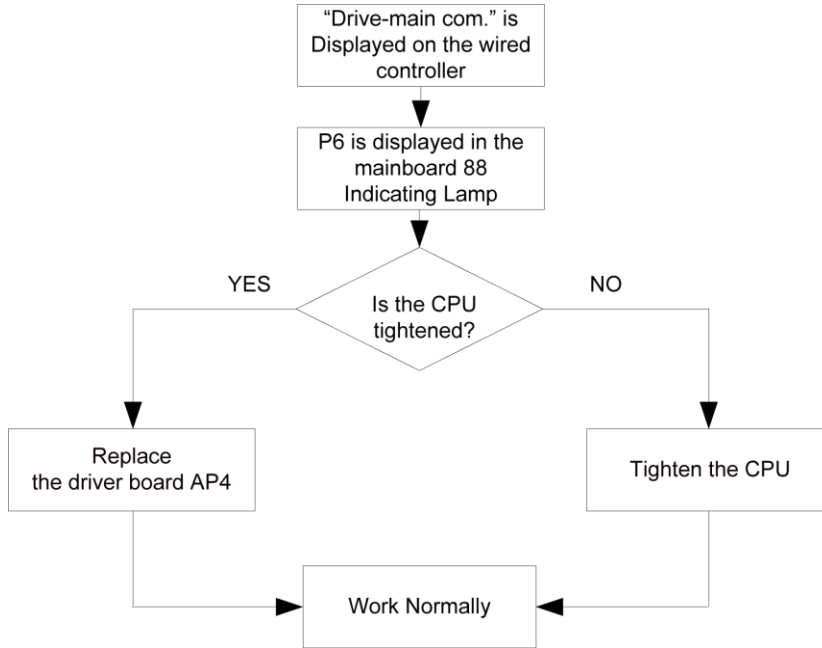 “Drive-main com.” is
Displayed on the wired
controller
P6 is displayed in the
mainboard 88
Indicating Lamp
YES
NO
Is the CPU
tightened?
Replace
the driver board AP4
Tighten the CPU
Work Normally